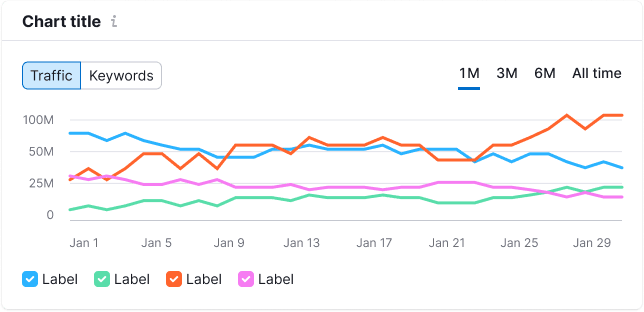 Chart title i
Traffic Keywords 1M 3M 6M All time
100M
50M
25M
0
Jan 1 Jan 5 Jan 9 Jan 13 Jan 17 Jan 21 Jan 25 Jan 29
Label Label Label Label